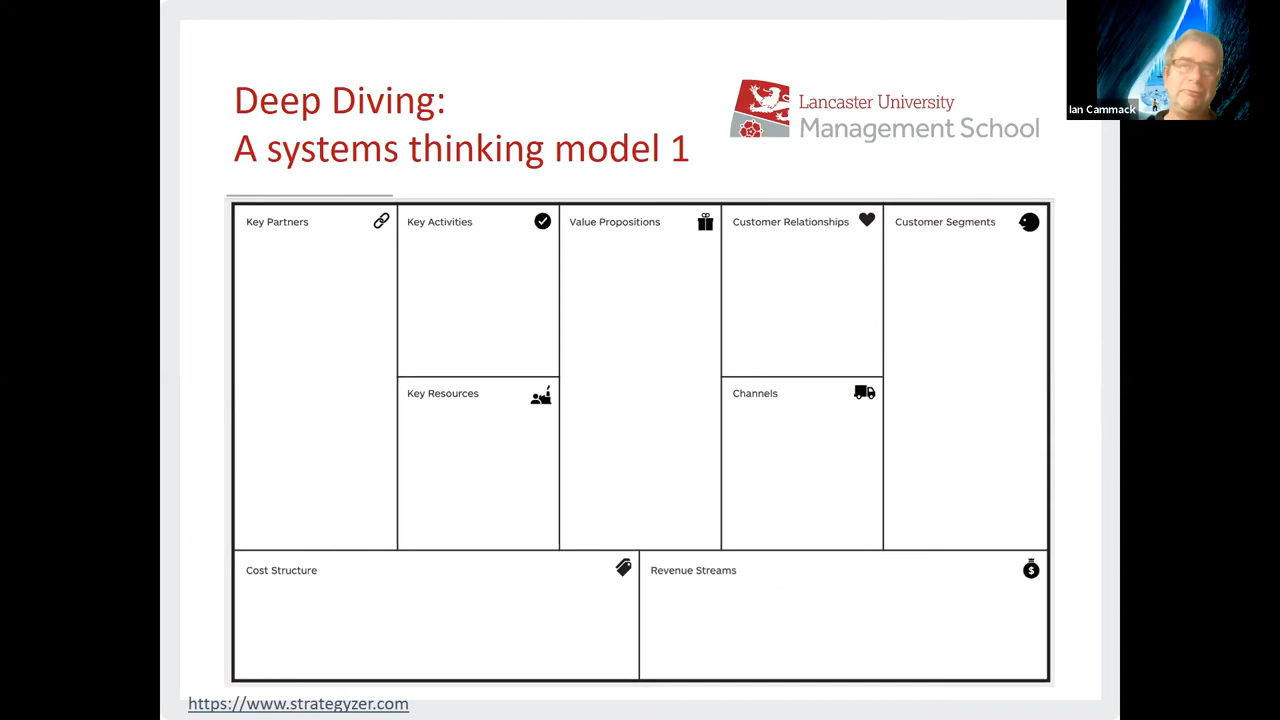 Deep Diving:
A systems thinking model 1
Lancaster University
Management School
Ian Cammack
Key Partners
Key Activities
Value Propositions
Customer Relationships
Customer Segments
Key Resources
Channels
Cost Structure
Revenue Streams
$
https://www.strategyzer.com